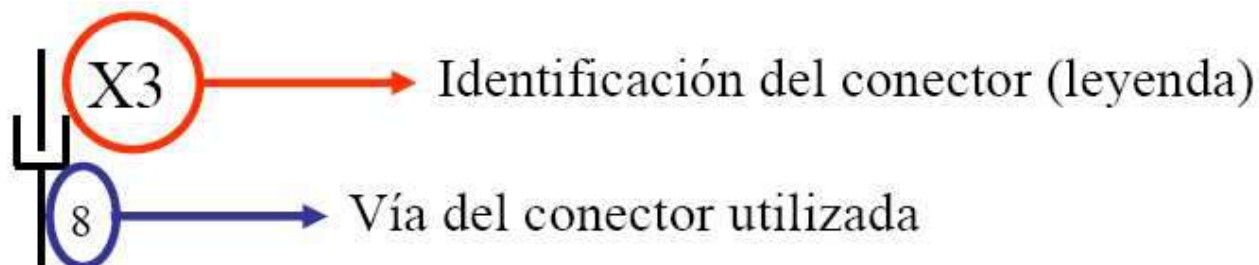 X3 Identificación del conector (leyenda)
8 Vía del conector utilizada